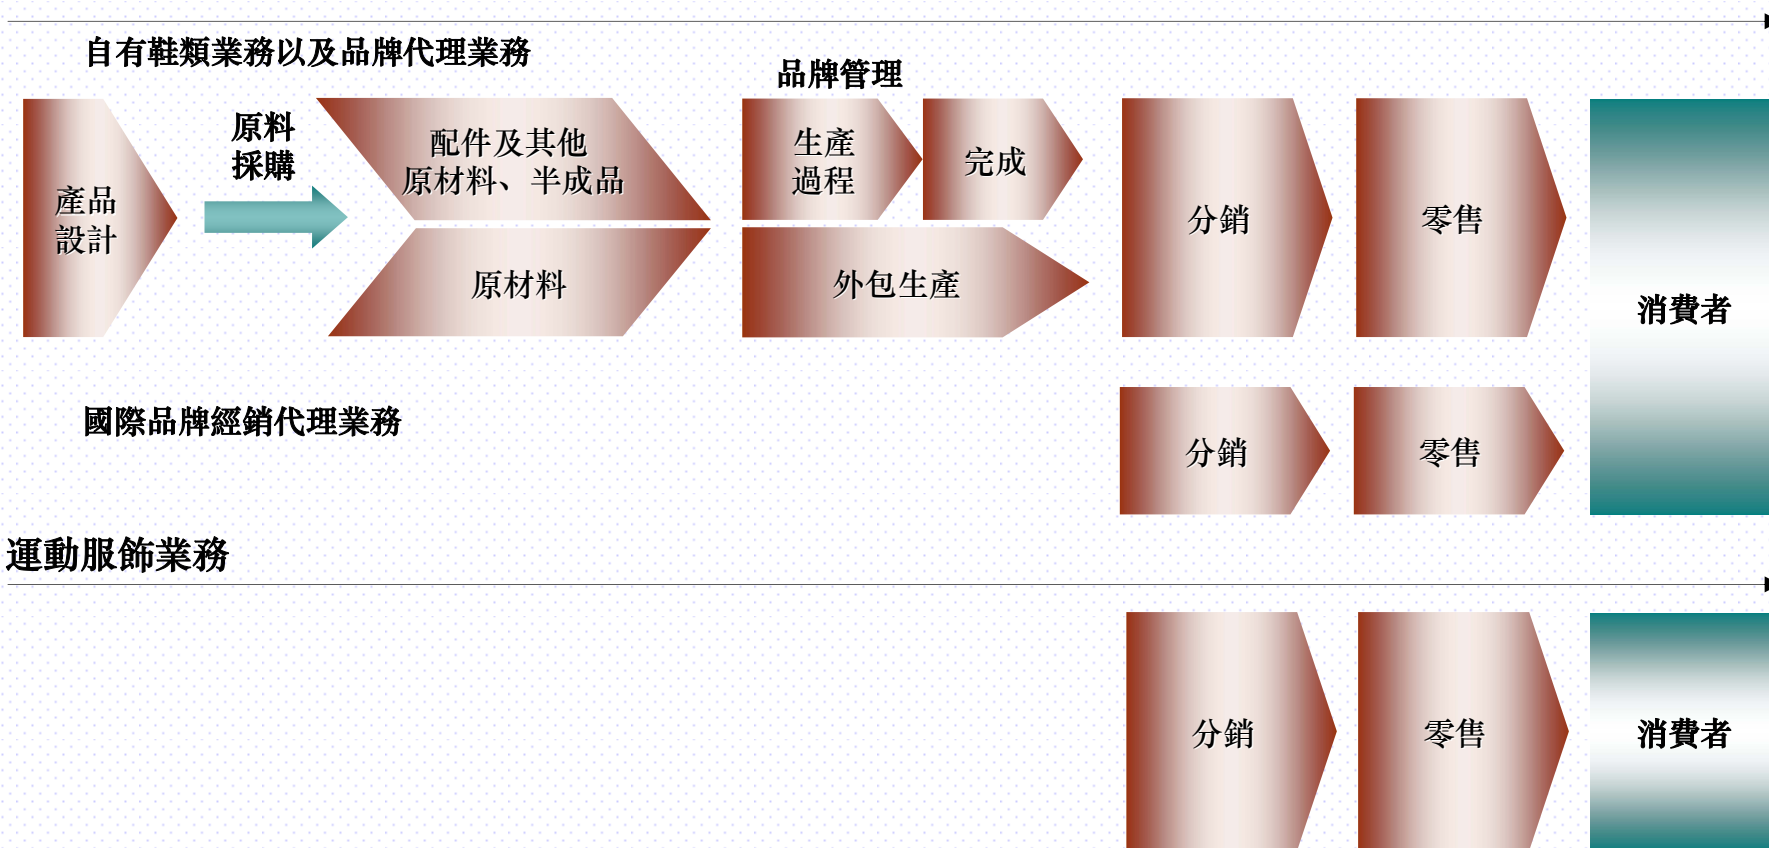 自有鞋類業務以及品牌代理業務
品牌管理
產品
設計
原料
採購
配件及其他
原材料、半成品
原材料
生產
過程
完成
外包生產
分銷
零售
消費者
國際品牌經銷代理業務
分銷
零售
運動服飾業務
分銷
零售
消費者